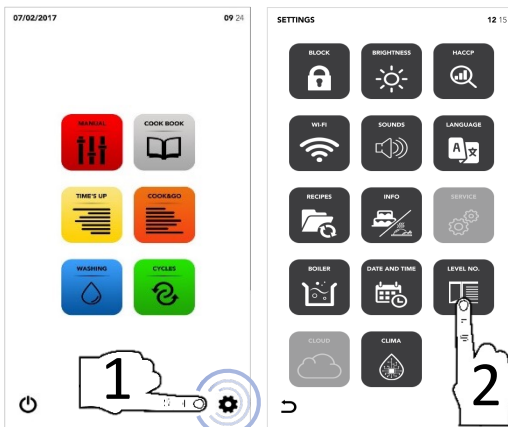 07/02/2017 09 24
MANUAL COOK BOOK
TIME'S UP COOK&GO
WASHING CYCLES
1
SETTINGS 12 15
BLOCK BRIGHTNESS HACCP
WI-FI SOUNDS LANGUAGE
A 文
RECIPES INFO SERVICE
BOILER DATE AND TIME LEVEL NO.
CLOUD CLIMA
2